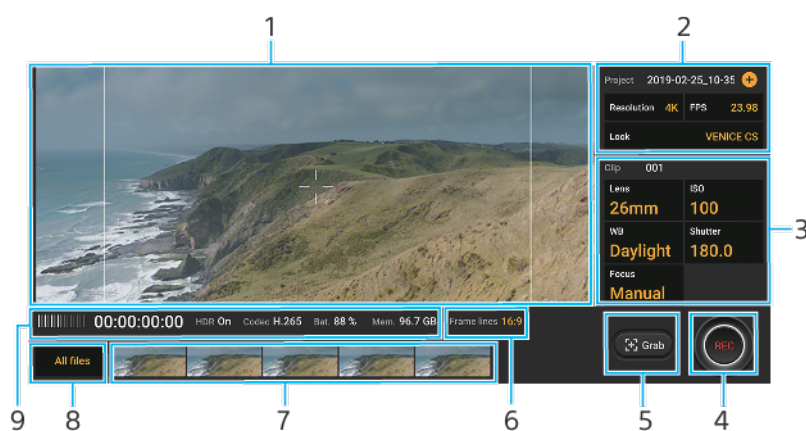 1
2
Project 2019-02-25_10-35
Resolution 4K FPS 23.98
Look VENICE CS
Clip 001
Lens ISO
26mm 100
WB Shutter
Daylight 180.0
Focus
Manual
3
00:00:00:00 HDR On Codec H.265 Bat. 88 % Mem. 96.7 GB Frame lines 16:9
Grab
REC
All files
9
8
7
6
5
4